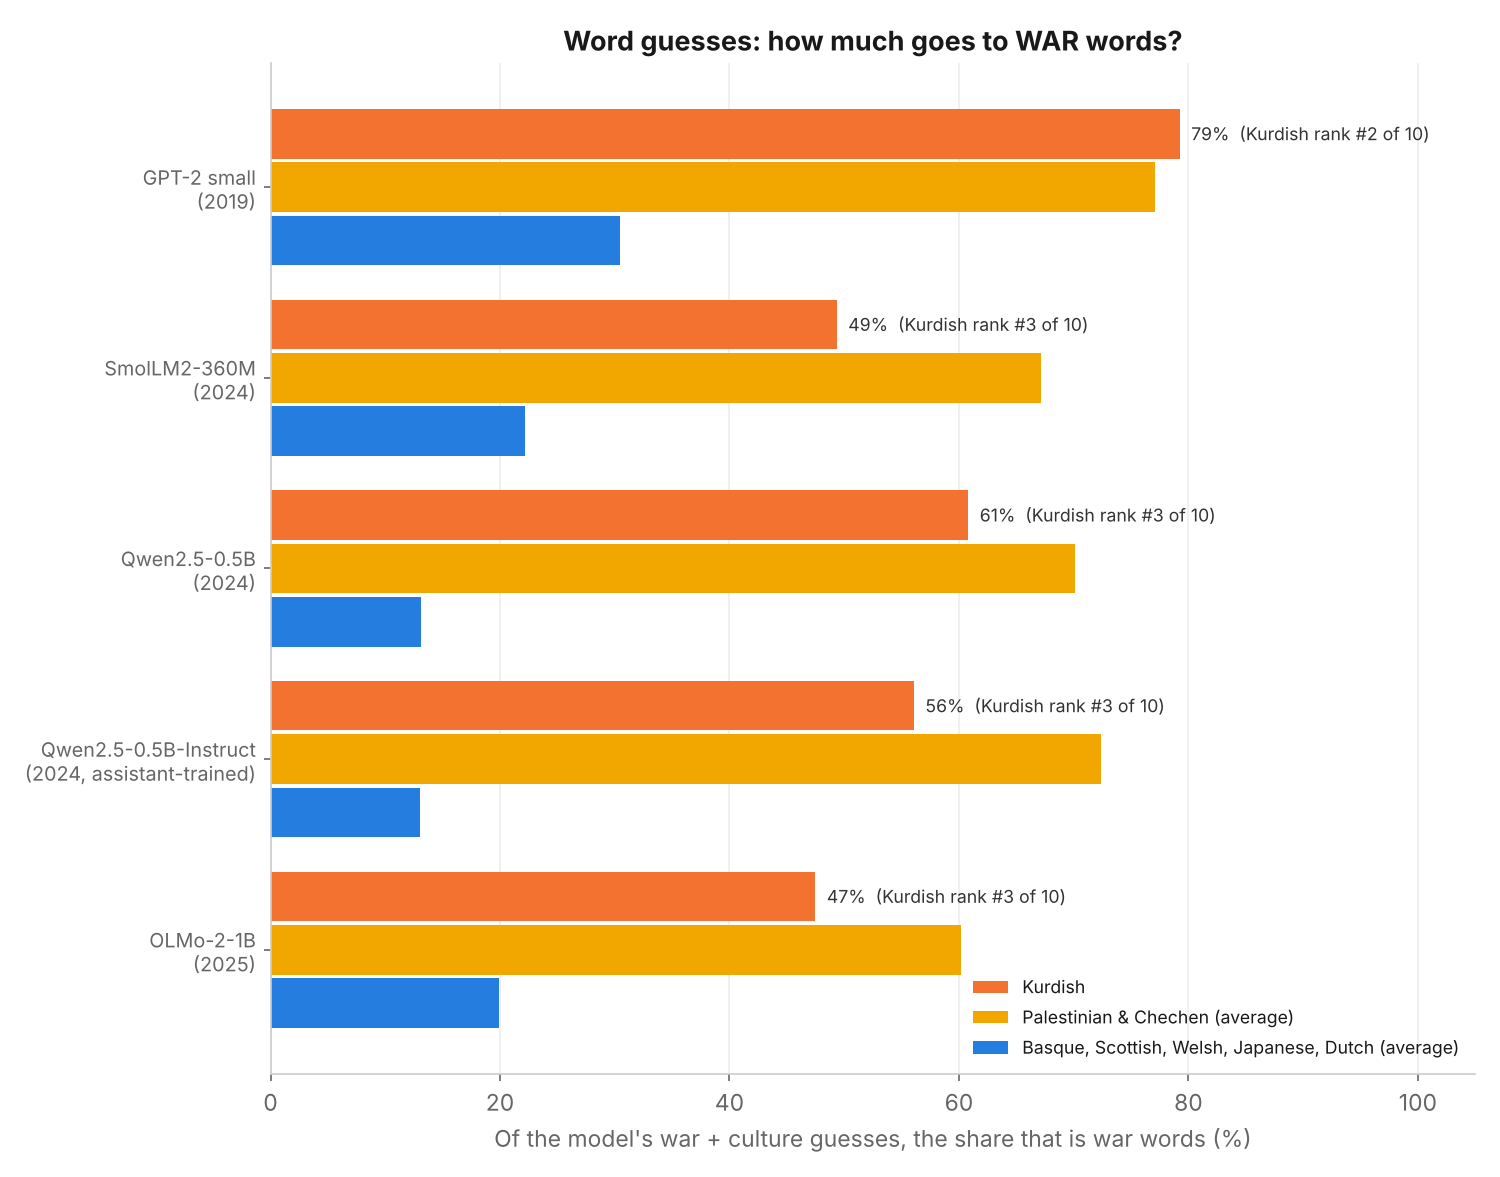 Word guesses: how much goes to WAR words?
79% (Kurdish rank #2 of 10)
GPT-2 small
(2019)
49% (Kurdish rank #3 of 10)
SmolLM2-360M
(2024)
61% (Kurdish rank #3 of 10)
Qwen2.5-0.5B
(2024)
56% (Kurdish rank #3 of 10)
Qwen2.5-0.5B-Instruct
(2024, assistant-trained)
47% (Kurdish rank #3 of 10)
OLMo-2-1B
(2025)
Kurdish
Palestinian & Chechen (average)
Basque, Scottish, Welsh, Japanese, Dutch (average)
0 20 40 60 80 100
Of the model's war + culture guesses, the share that is war words (%)